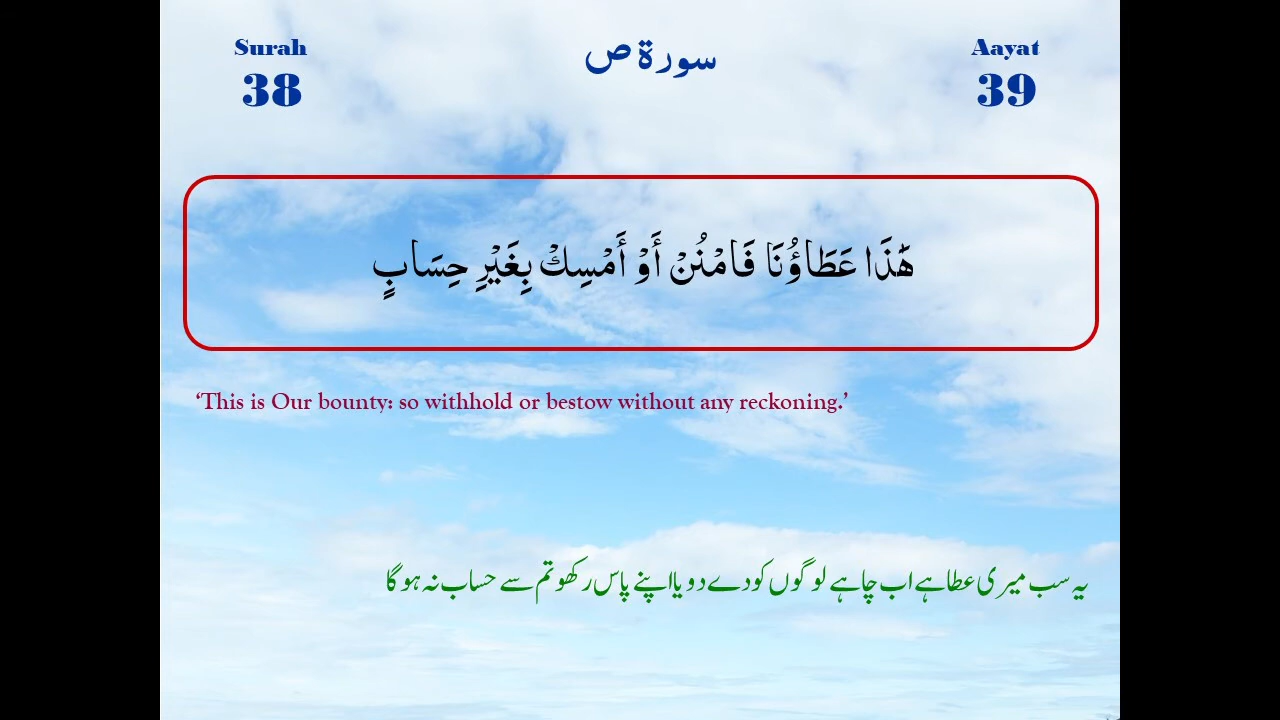 Surah
38
سورة ص
Aayat
39
هَٰذَا عَطَاؤُنَا فَامْنُنْ أَوْ أَمْسِكْ بِغَيْرِ حِسَابٍ
‘This is Our bounty: so withhold or bestow without any reckoning.’
یہ سب میری عطا ہے اب چاہے لوگوں کو دے دو یا اپنے پاس رکھو تم سے حساب نہ ہو گا